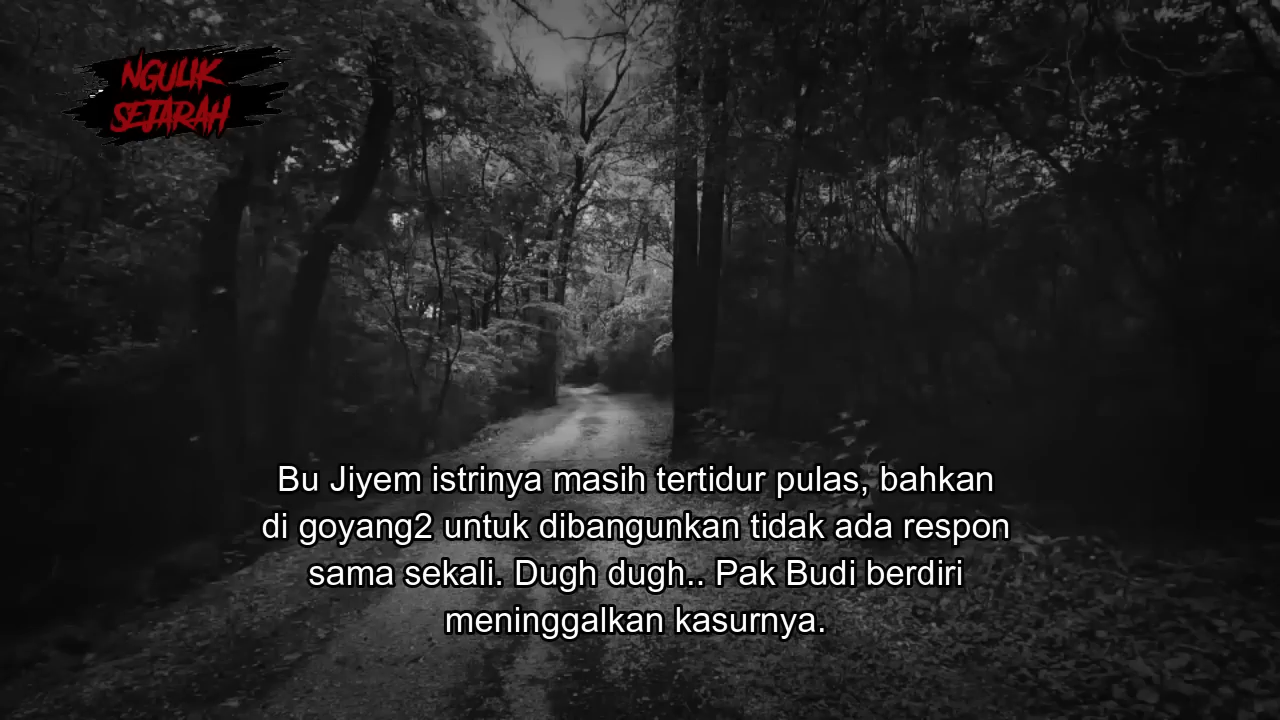 NGULIK
SEJARAH
Bu Jiyem istrinya masih tertidur pulas, bahkan
di goyang2 untuk dibangunkan tidak ada respon
sama sekali. Dugh dugh.. Pak Budi berdiri
meninggalkan kasurnya.